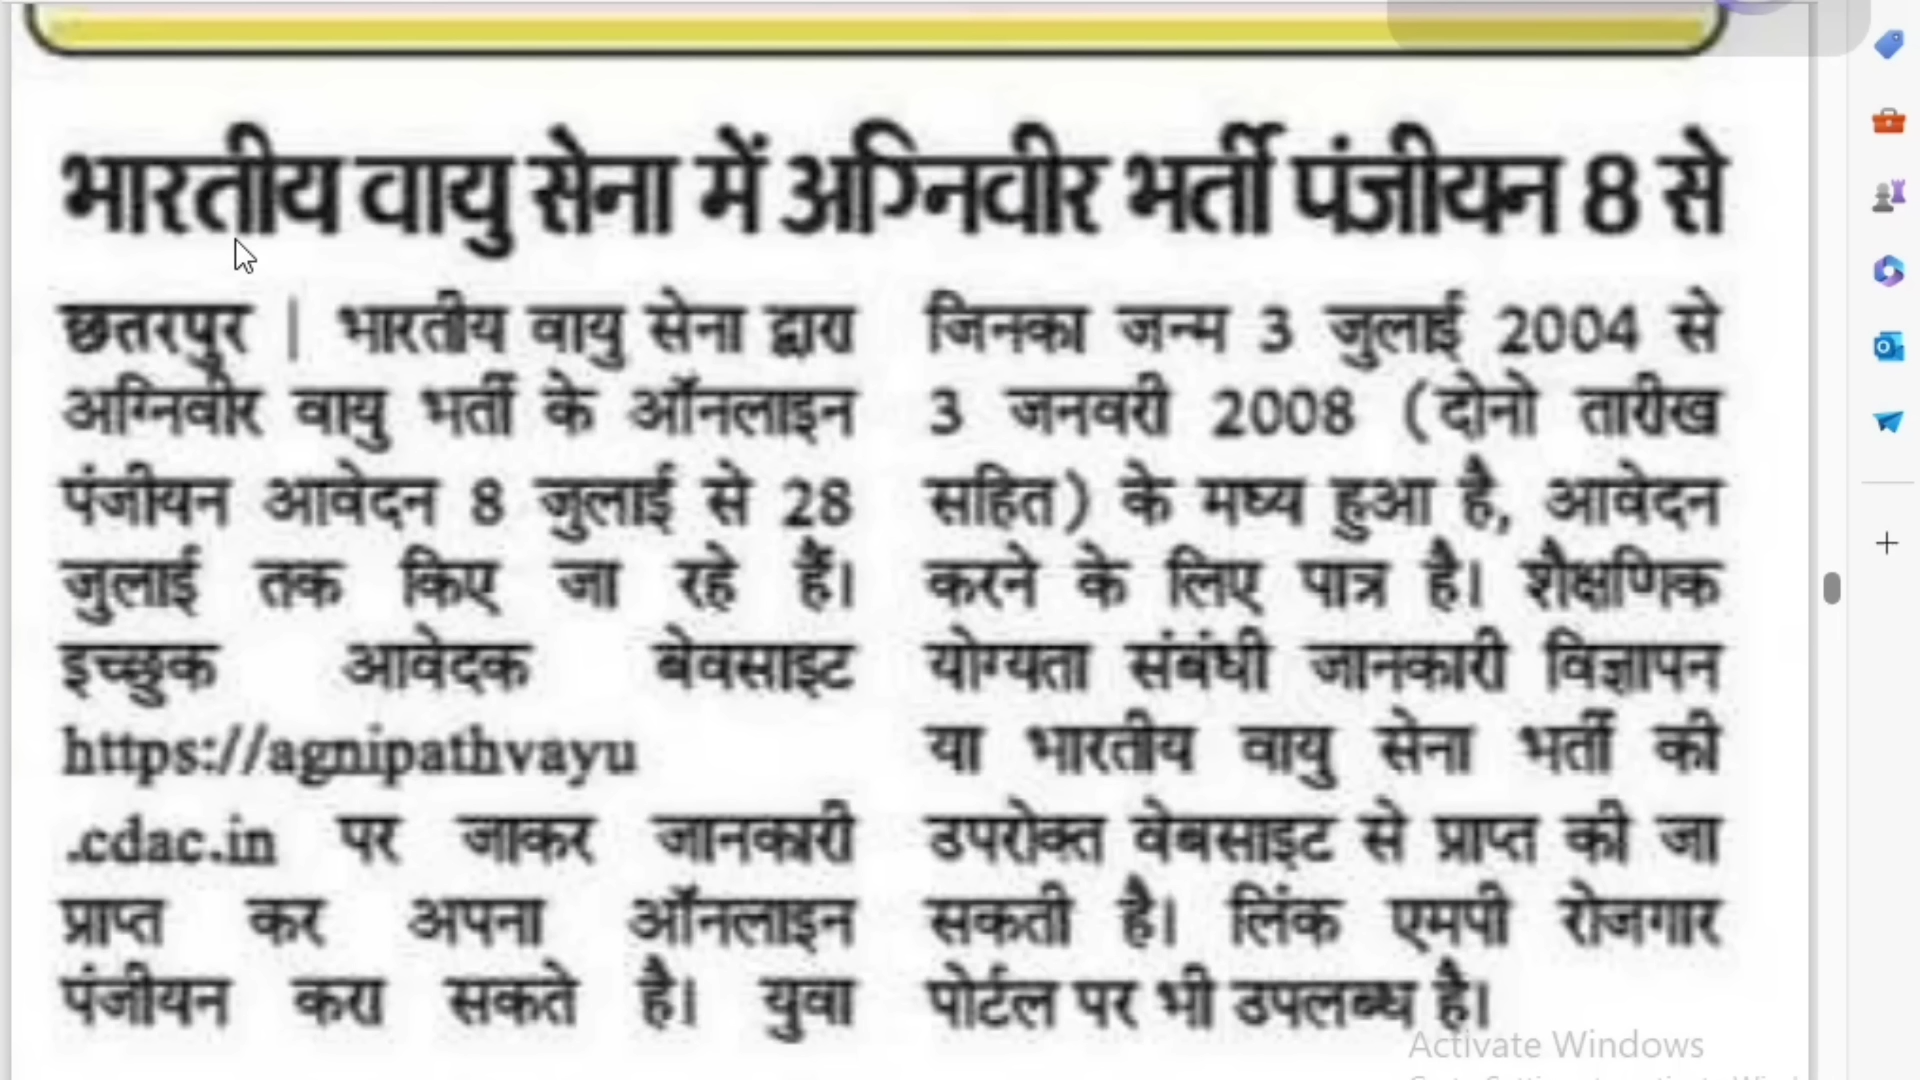 भारतीय वायु सेना में अग्निवीर भर्ती पंजीयन 8 से
छतरपुर | भारतीय वायु सेना द्वारा
अग्निवीर वायु भर्ती के ऑनलाइन
पंजीयन आवेदन 8 जुलाई से 28
जुलाई तक किए जा रहे हैं।
इच्छुक आवेदक बेवसाइट
https://agnipathvayu
.cdac.in पर जाकर जानकारी
प्राप्त कर अपना ऑनलाइन
पंजीयन करा सकते है। युवा
जिनका जन्म 3 जुलाई 2004 से
3 जनवरी 2008 (दोनो तारीख
सहित) के मघ्य हुआ है, आवेदन
करने के लिए पात्र है। शैक्षणिक
योग्यता संबंधी जानकारी विज्ञापन
या भारतीय वायु सेना भर्ती की
उपरोक्त वेबसाइट से प्राप्त की जा
सकती है। लिंक एमपी रोजगार
पोर्टल पर भी उपलब्ध है।
Activate Windows